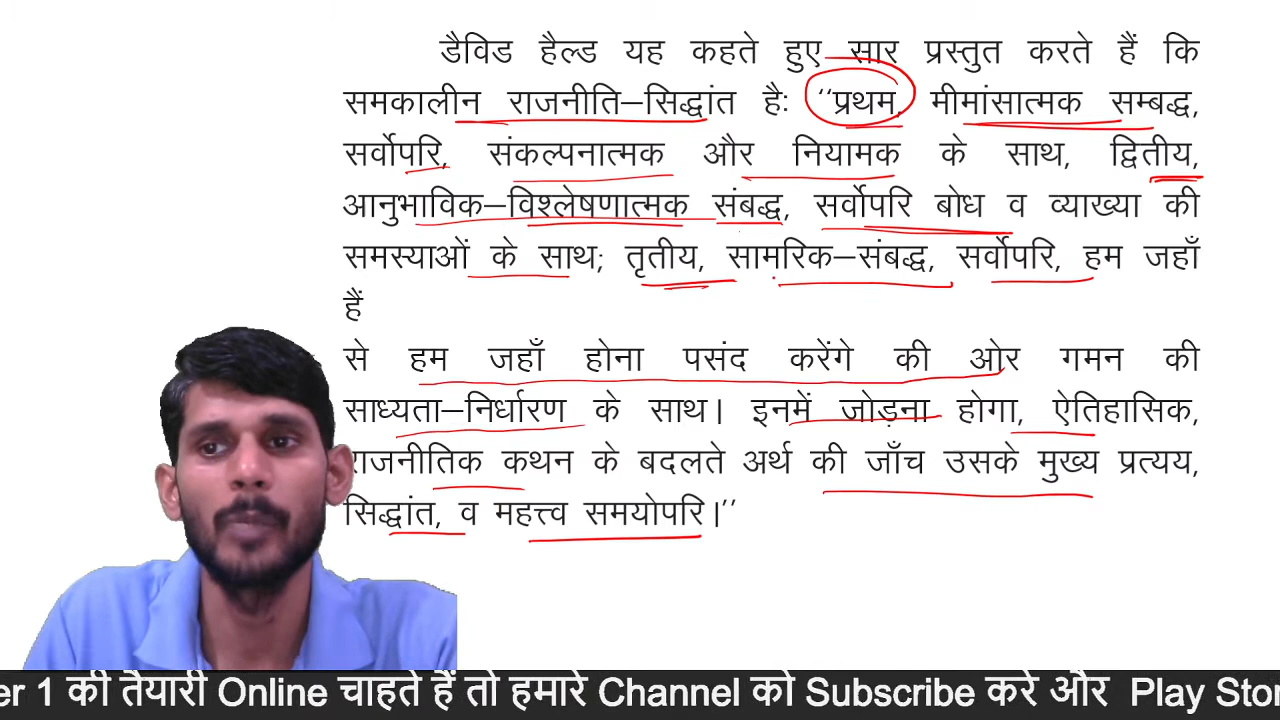 डैविड हैल्ड यह कहते हुए सार प्रस्तुत करते हैं कि
समकालीन राजनीति–सिद्धांत हैः ‘‘प्रथम, मीमांसात्मक सम्बद्ध,
सर्वोपरि, संकल्पनात्मक और नियामक के साथ, द्वितीय,
आनुभाविक–विश्लेषणात्मक संबद्ध, सर्वोपरि बोध व व्याख्या की
समस्याओं के साथ; तृतीय, सामरिक–संबद्ध, सर्वोपरि, हम जहाँ
हैं
से हम जहाँ होना पसंद करेंगे की ओर गमन की
साध्यता–निर्धारण के साथ। इनमें जोड़ना होगा, ऐतिहासिक,
राजनीतिक कथन के बदलते अर्थ की जाँच उसके मुख्य प्रत्यय,
सिद्धांत, व महत्त्व समयोपरि।’’
er 1 की तैयारी Online चाहते हैं तो हमारे Channel को Subscribe करे और Play Stor